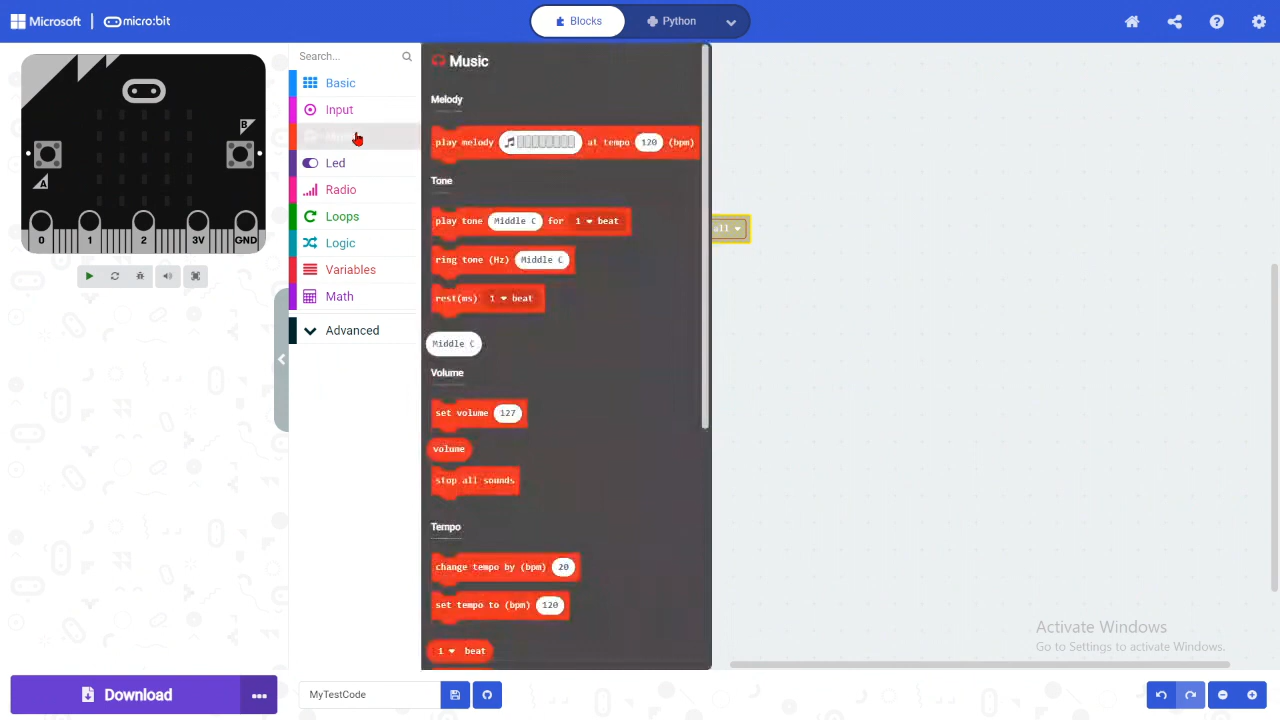 Microsoft
micro:bit
Blocks
Python
Search...
Basic
Input
Led
Radio
Loops
Logic
Variables
Math
Advanced
Music
Melody
play melody at tempo 120 (bpm)
Tone
play tone Middle C for 1 beat
ring tone (Hz) Middle C
rest(ms) 1 beat
Middle C
Volume
set volume 127
volume
stop all sounds
Tempo
change tempo by (bpm) 20
set tempo to (bpm) 120
1 beat
all
B
A
0 1 2 3V GND
Activate Windows
Go to Settings to activate Windows.
Download
MyTestCode